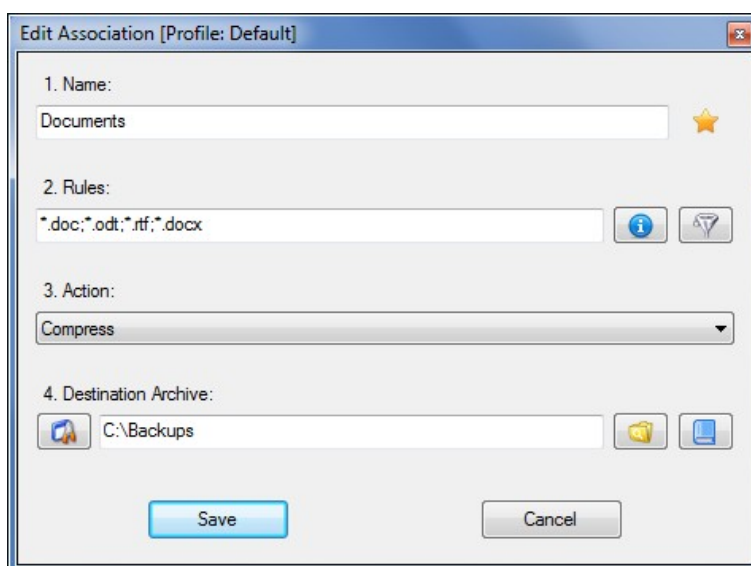 Edit Association [Profile: Default]
1. Name:
Documents
2. Rules:
*.doc;*.odt;*.rtf;*.docx
3. Action:
Compress
4. Destination Archive:
C:\Backups
Save Cancel